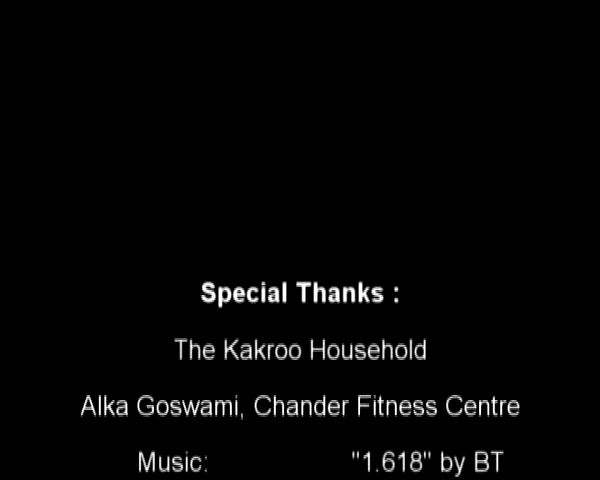 Special Thanks :
The Kakroo Household
Alka Goswami, Chander Fitness Centre
Music: "1.618" by BT